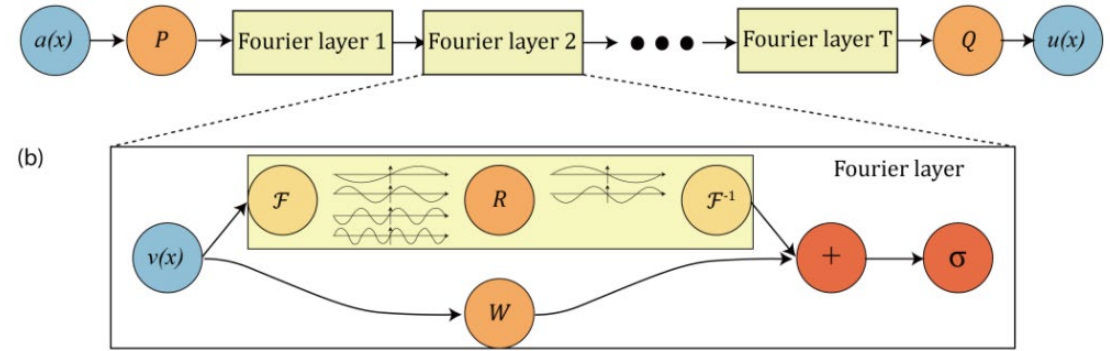 a(x) P Fourier layer 1 Fourier layer 2 ••• Fourier layer T Q u(x)
(b)
Fourier layer
ℱ R ℱ⁻¹
v(x) + σ
W